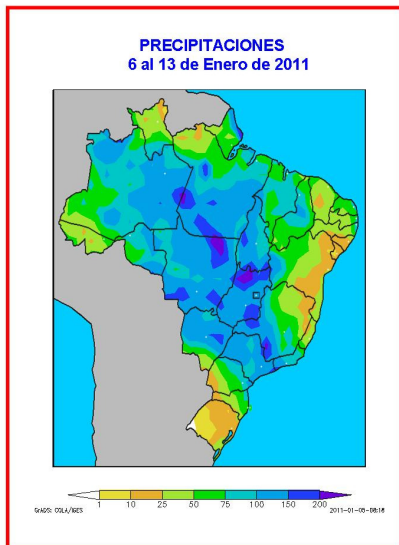 PRECIPITACIONES
6 al 13 de Enero de 2011
1 10 25 50 75 100 150 200
GrADS: COLA/IGES
2011-01-05-08:18